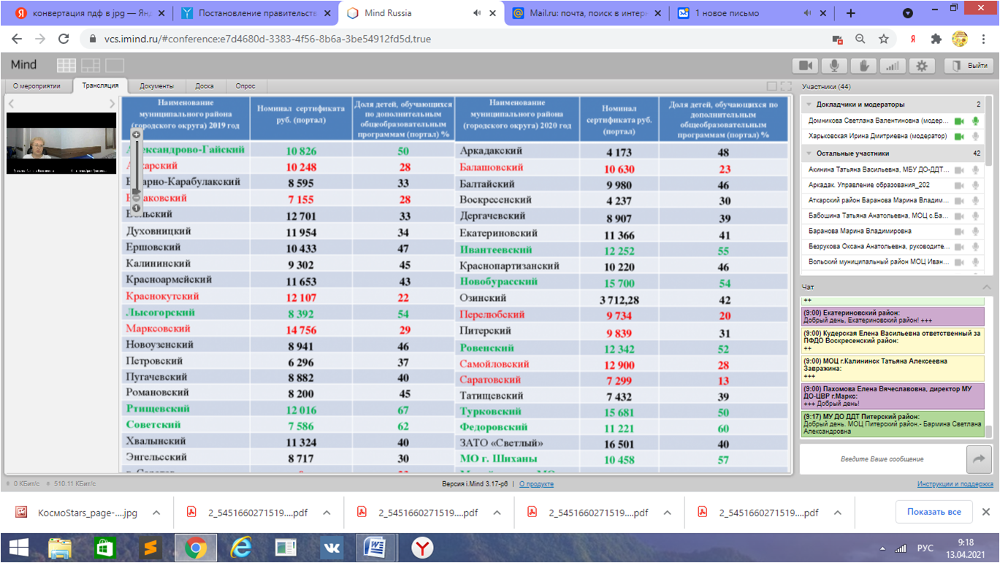 конвертация пдф в jpg — Янд
Постановление правительств
Mind Russia
Mail.ru: почта, поиск в интерн
1 новое письмо
vcs.imind.ru/#conference:e7d4680d-3383-4f56-8b6a-3be54912fd5d,true
Mind
Выйти
О мероприятии Трансляция Документы Доска Опрос
Участники (44)
Наименование муниципального района (городского округа) 2019 год
Номинал сертификата руб. (портал)
Доля детей, обучающихся по дополнительным общеобразовательным программам (портал) %
Наименование муниципального района (городского округа) 2020 год
Номинал сертификата руб. (портал)
Доля детей, обучающихся по дополнительным общеобразовательным программам (портал) %
лександрово-Гайский 10 826 50 Аркадакский 4 173 48
карский 10 248 28 Балашовский 10 630 23
арно-Карабулакский 8 595 33 Балтайский 9 980 46
аковский 7 155 28 Воскресенский 4 237 30
Вольский 12 701 33 Дергачевский 8 907 39
Духовницкий 11 954 34 Екатериновский 11 366 41
Ершовский 10 433 47 Ивантеевский 12 252 55
Калининский 9 302 45 Краснопартизанский 10 220 46
Красноармейский 11 653 43 Новобурасский 15 700 54
Краснокутский 12 107 22 Озинский 3 712,28 42
Лысогорский 8 392 54 Перелюбский 9 734 20
Марксовский 14 756 29 Питерский 9 839 31
Новоузенский 8 941 46 Ровенский 12 342 52
Петровский 6 296 37 Самойловский 12 900 28
Пугачевский 8 882 40 Саратовский 7 299 13
Романовский 8 200 45 Татищевский 7 432 39
Ртищевский 12 016 67 Турковский 15 681 50
Советский 7 586 62 Федоровский 11 221 60
Хвалынский 11 324 40 ЗАТО «Светлый» 16 501 40
Энгельсский 8 717 30 МО г. Шиханы 10 458 57
Докладчики и модераторы 2
Домникова Светлана Валентиновна (модер...
Харьковская Ирина Дмитриевна (модератор)
Остальные участники 42
Акинина Татьяна Васильевна, МБУ ДО-ДДТ...
Аркадак. Управление образования_202
Аткарский район Баранова Марина Владим...
Бабошина Татьяна Анатольевна, МОЦ с.Ба...
Баранова Марина Владимировна
Безрукова Оксана Анатольевна, руководите...
Вольский муниципальный район МОЦ Иван...
Чат
++
(9:00) Екатериновский район:
Добрый день, Екатериновский район! +++
(9:00) Кудерская Елена Васильевна ответственный за
ПФДО Воскресенский район:
++
(9:00) МОЦ г.Калининск Татьяна Алексеевна
Завражина:
+++
(9:00) Пахомова Елена Вячеславовна, директор МУ
ДО-ЦВР г.Маркс:
+++ Добрый день!
(9:17) МУ ДО ДДТ Питерский район:
Добрый день. МОЦ Питерский район.- Бармина Светлана
Александровна
Введите Ваше сообщение
0 КБит/с 510.11 КБит/с
Версия i.Mind 3.17-p6 | О продукте
Инструкции и поддержка
КосмоStars_page-....jpg
2_5451660271519....pdf
2_5451660271519....pdf
2_5451660271519....pdf
2_5451660271519....pdf
Показать все
РУС
9:18
13.04.2021